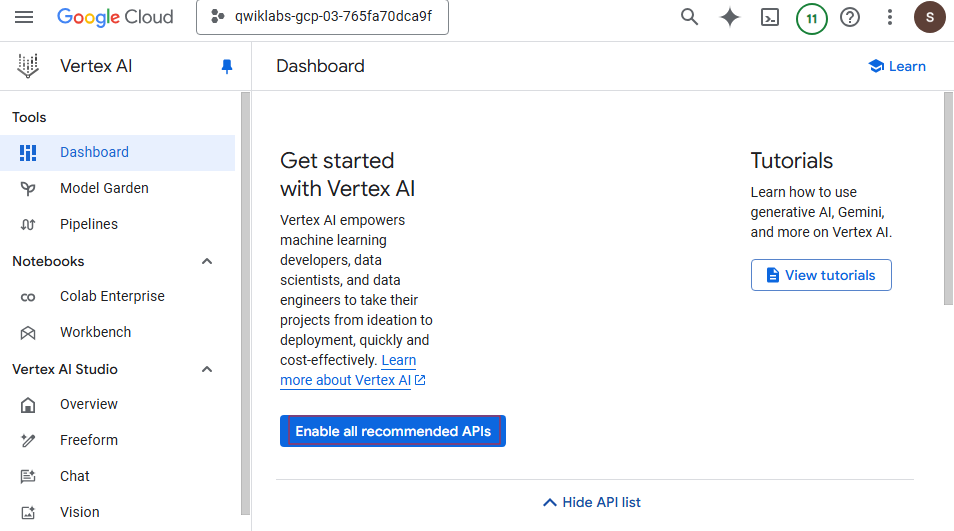 Google Cloud
qwiklabs-gcp-03-765fa70dca9f
11
S
Vertex AI
Dashboard
Learn
Tools
Dashboard
Model Garden
Pipelines
Notebooks
Colab Enterprise
Workbench
Vertex AI Studio
Overview
Freeform
Chat
Vision
Get started
with Vertex AI
Vertex AI empowers
machine learning
developers, data
scientists, and data
engineers to take their
projects from ideation to
deployment, quickly and
cost-effectively. Learn
more about Vertex AI
Enable all recommended APIs
Hide API list
Tutorials
Learn how to use
generative AI, Gemini,
and more on Vertex AI.
View tutorials